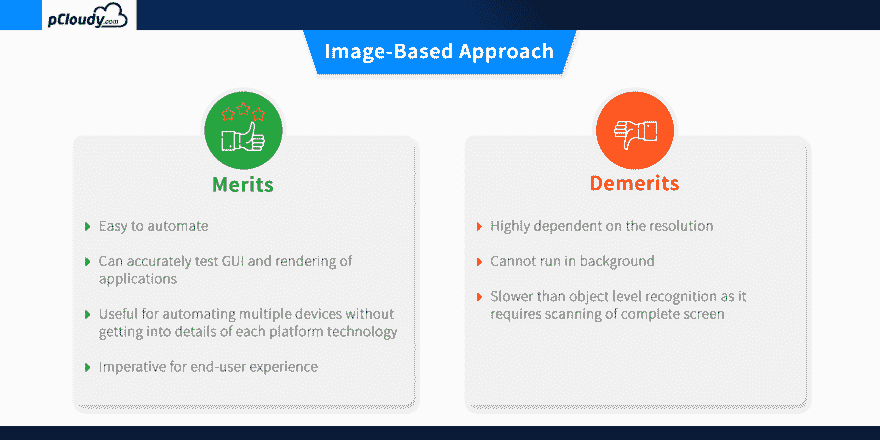 pCloudy.com
Image-Based Approach
Merits
Easy to automate
Can accurately test GUI and rendering of
applications
Useful for automating multiple devices without
getting into details of each platform technology
Imperative for end-user experience
Demerits
Highly dependent on the resolution
Cannot run in background
Slower than object level recognition as it
requires scanning of complete screen